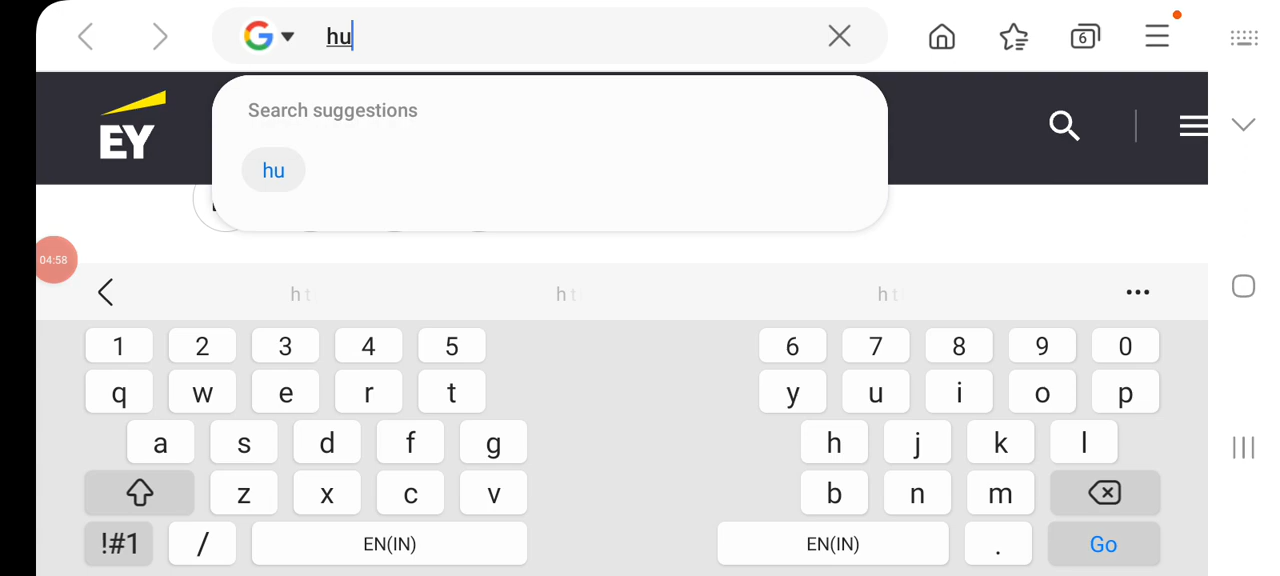 hu
6
Search suggestions
EY
hu
04:58
h t h t h t
1 2 3 4 5 6 7 8 9 0
q w e r t y u i o p
a s d f g h j k l
z x c v b n m
!#1 / EN(IN) EN(IN) . Go